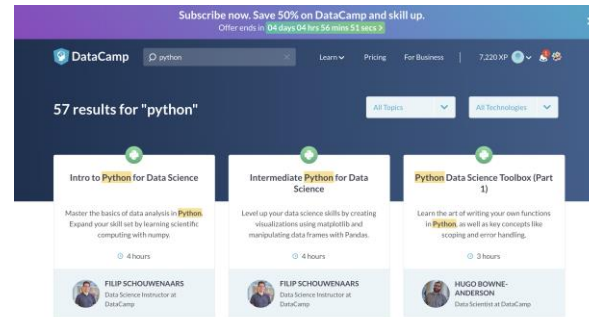 Subscribe now. Save 50% on DataCamp and skill up.
Offer ends in 04 days 04 hrs 56 mins 51 secs >
DataCamp
python
Learn
Pricing
For Business
7,220 XP
57 results for "python"
All Topics
All Technologies
Intro to Python for Data Science
Master the basics of data analysis in Python.
Expand your skill set by learning scientific
computing with numpy.
4 hours
FILIP SCHOUWENAARS
Data Science Instructor at
DataCamp
Intermediate Python for Data
Science
Level up your data science skills by creating
visualizations using matplotlib and
manipulating data frames with Pandas.
4 hours
FILIP SCHOUWENAARS
Data Science Instructor at
DataCamp
Python Data Science Toolbox (Part
1)
Learn the art of writing your own functions
in Python, as well as key concepts like
scoping and error handling.
3 hours
HUGO BOWNE-
ANDERSON
Data Scientist at DataCamp